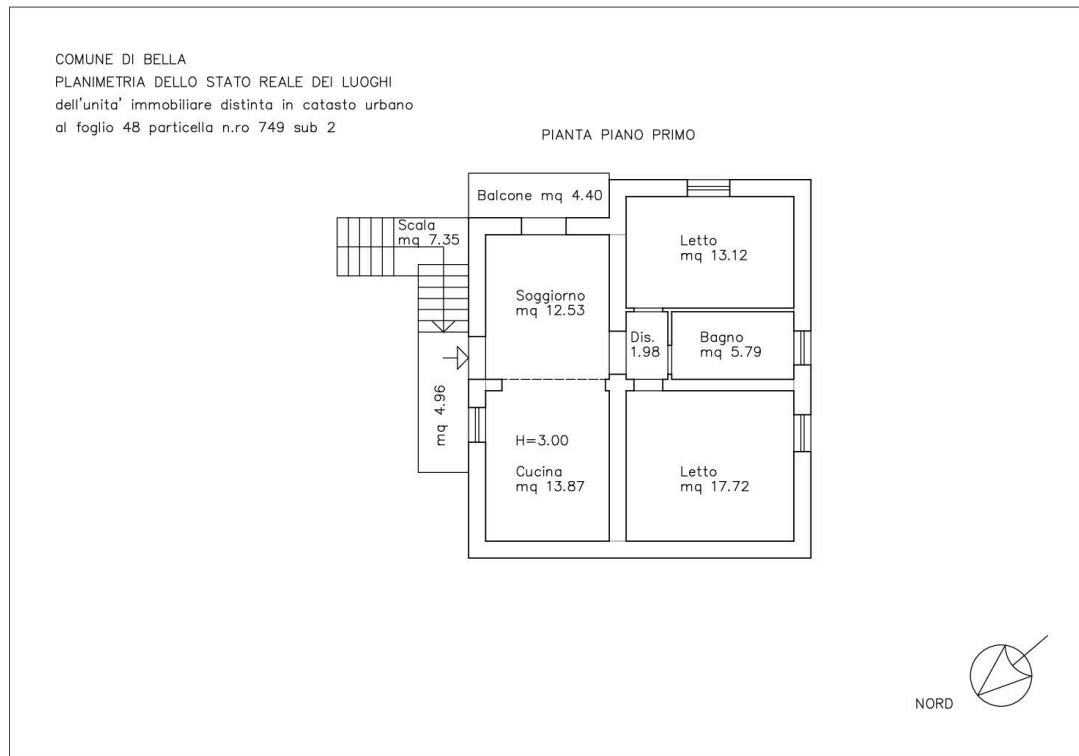 COMUNE DI BELLA
PLANIMETRIA DELLO STATO REALE DEI LUOGHI
dell'unita' immobiliare distinta in catasto urbano
al foglio 48 particella n.ro 749 sub 2
PIANTA PIANO PRIMO
Balcone mq 4.40
Scala
mq 7.35
Letto
mq 13.12
Soggiorno
mq 12.53
Dis.
1.98
Bagno
mq 5.79
mq 4.96
H=3.00
Cucina
mq 13.87
Letto
mq 17.72
NORD